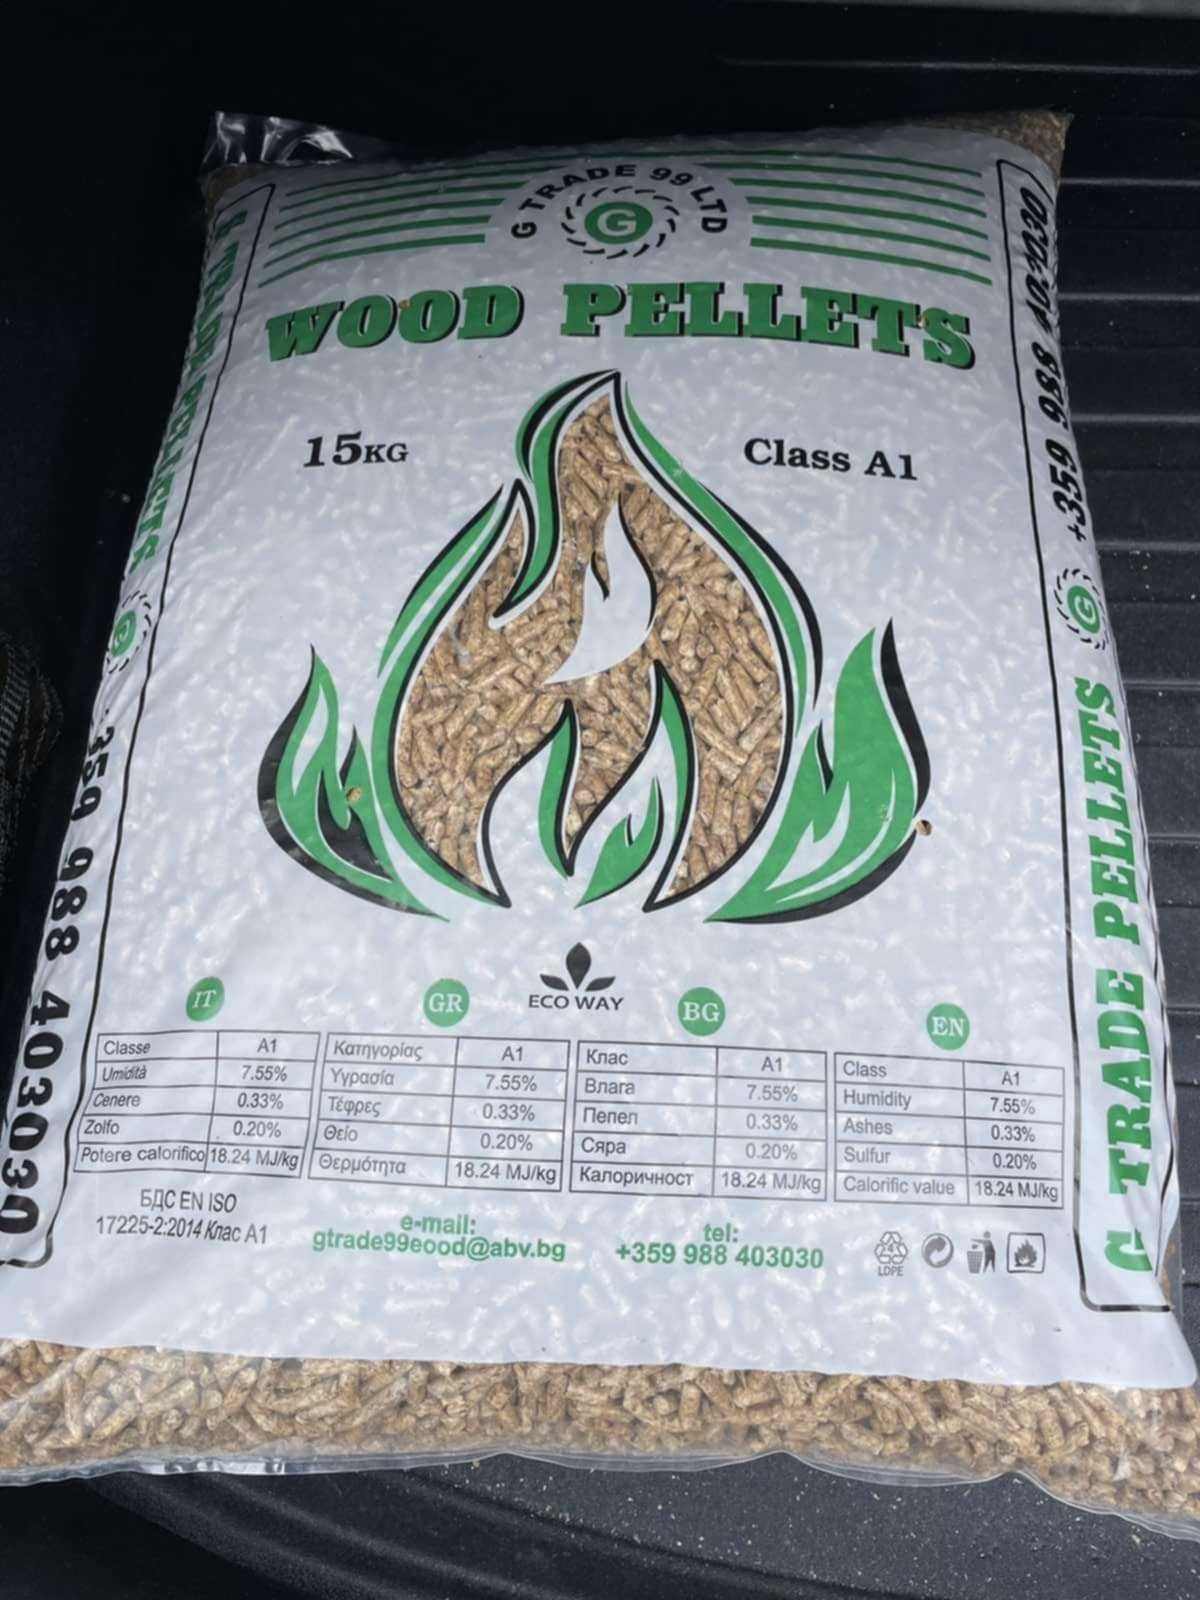 G TRADE 99 LTD
G
WOOD PELLETS
15KG
Class A1
ECO WAY
IT
Classe A1
Umidità 7.55%
Cenere 0.33%
Zolfo 0.20%
Potere calorifico 18.24 MJ/kg
GR
Κατηγορίας A1
Υγρασία 7.55%
Τέφρες 0.33%
Θείο 0.20%
Θερμότητα 18.24 MJ/kg
BG
Клас A1
Влага 7.55%
Пепел 0.33%
Сяра 0.20%
Калоричност 18.24 MJ/kg
EN
Class A1
Humidity 7.55%
Ashes 0.33%
Sulfur 0.20%
Calorific value 18.24 MJ/kg
БДС EN ISO
17225-2:2014 Клас A1
e-mail:
gtrade99eood@abv.bg
tel:
+359 988 403030
4
LDPE
G TRADE PELLETS G +359 988 403030
G TRADE PELLETS G 359 988 403030